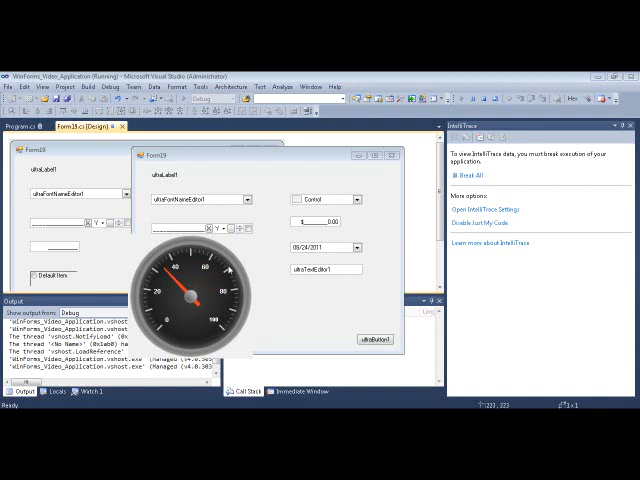 WinForms_Video_Application (Running) - Microsoft Visual Studio (Administrator)
File Edit View Project Build Debug Team Data Format Tools Architecture Test Analyze Window Help
Debug
Hex
Program.cs Form19.cs [Design]
Form19
ultraLabel1
ultraFontNameEditor1
Y
Default Item
Form19
ultraLabel1
ultraFontNameEditor1
Y
Control
$_______0.00
08/24/2011
ultraTextEditor1
ultraButton1
0 20 40 60 80 100
IntelliTrace
To view IntelliTrace data, you must break execution of your
application.
Break All
More options:
Open IntelliTrace Settings
Disable Just My Code
Learn more about IntelliTrace
Output
Show output from: Debug
'WinForms_Video_Application.vshost
The thread 'vshost.NotifyLoad' (0x
The thread '<No Name>' (0x1ab0) ha
The thread 'vshost.LoadReference'
'WinForms_Video_Application.vshost.exe' (Managed (v4.0.303
'WinForms_Video_Application.vshost.exe' (Managed (v4.0.303
Lang
Output Locals Watch 1
Call Stack Immediate Window
Ready
223, 223
1 x 1